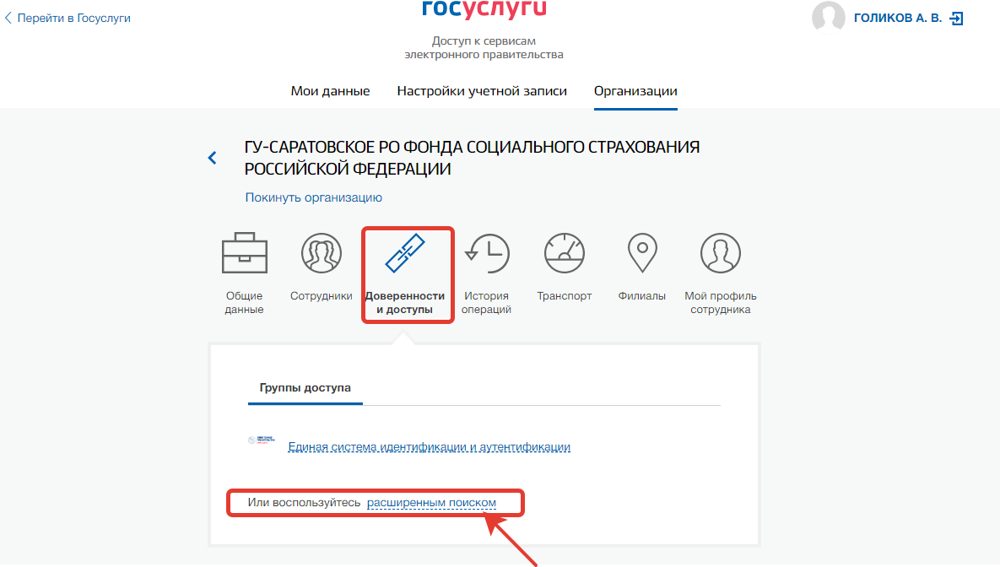 Перейти в Госуслуги
госуслуги
ГОЛИКОВ А. В.
Доступ к сервисам
электронного правительства
Мои данные
Настройки учетной записи
Организации
ГУ-САРАТОВСКОЕ РО ФОНДА СОЦИАЛЬНОГО СТРАХОВАНИЯ
РОССИЙСКОЙ ФЕДЕРАЦИИ
Покинуть организацию
Общие
данные
Сотрудники
Доверенности
и доступы
История
операций
Транспорт
Филиалы
Мой профиль
сотрудника
Группы доступа
Единая система идентификации и аутентификации
Или воспользуйтесь расширенным поиском